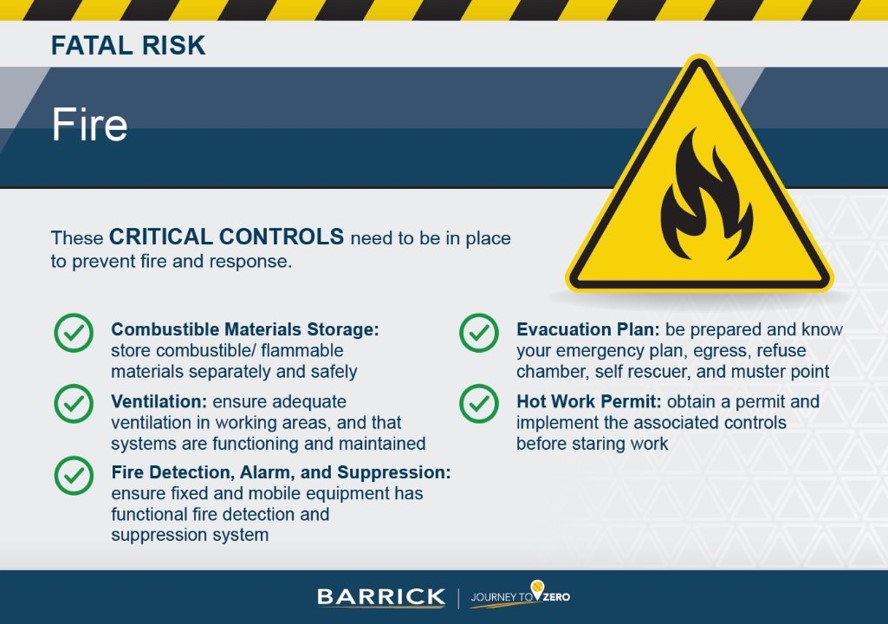 FATAL RISK
Fire
These CRITICAL CONTROLS need to be in place
to prevent fire and response.
Combustible Materials Storage:
store combustible/ flammable
materials separately and safely
Ventilation: ensure adequate
ventilation in working areas, and that
systems are functioning and maintained
Fire Detection, Alarm, and Suppression:
ensure fixed and mobile equipment has
functional fire detection and
suppression system
Evacuation Plan: be prepared and know
your emergency plan, egress, refuse
chamber, self rescuer, and muster point
Hot Work Permit: obtain a permit and
implement the associated controls
before staring work
BARRICK | JOURNEY TO ZERO